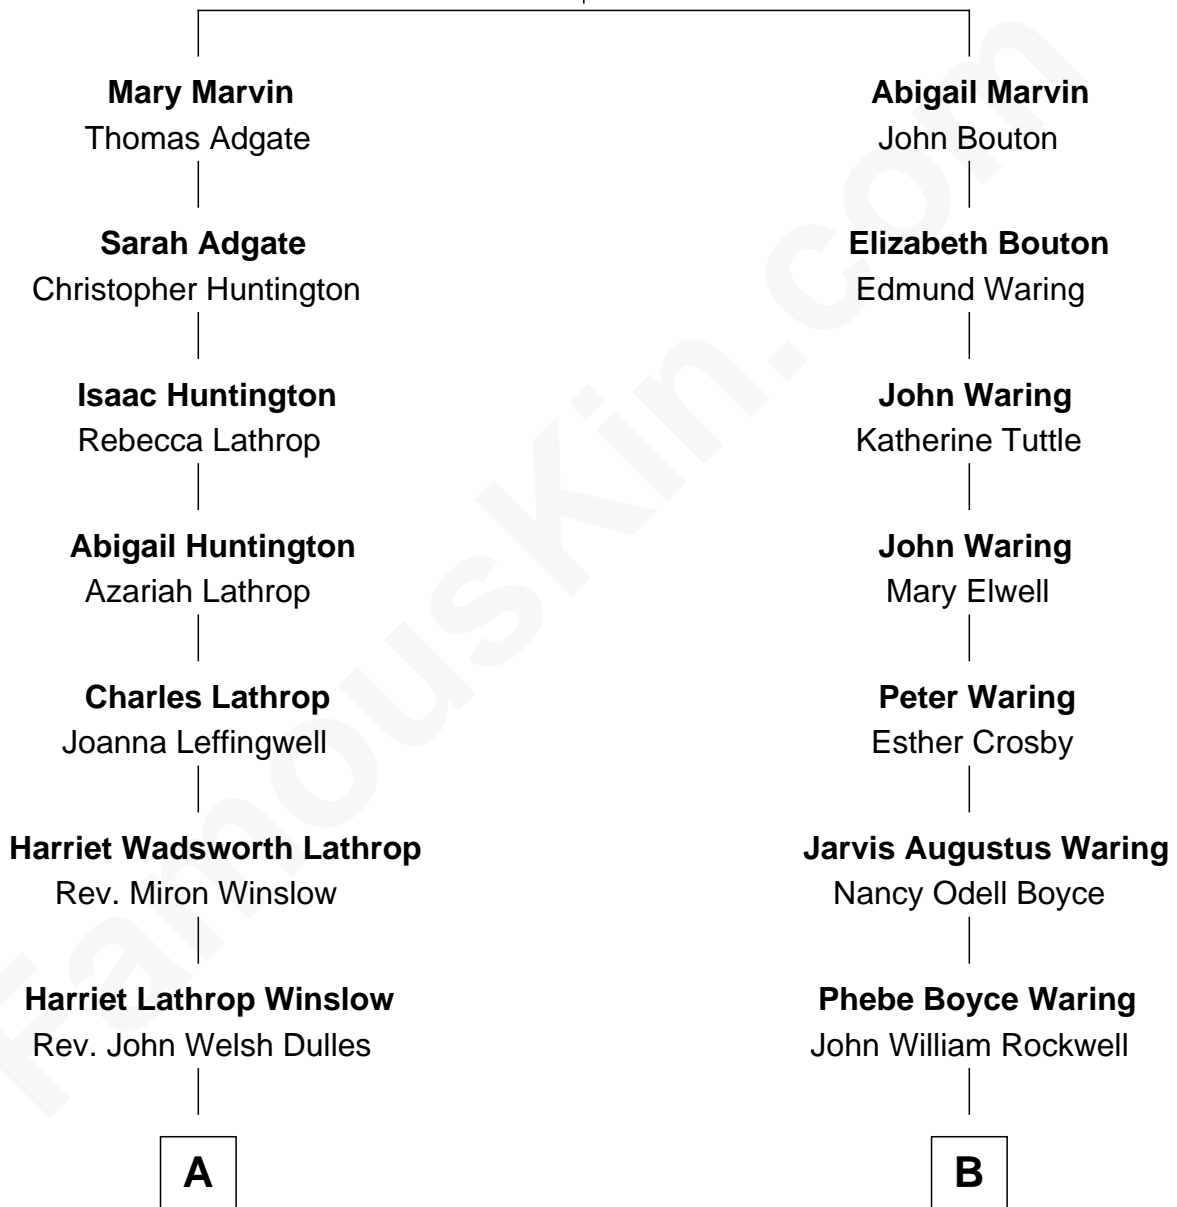 Mary Marvin
Thomas Adgate
Sarah Adgate
Christopher Huntington
Isaac Huntington
Rebecca Lathrop
Abigail Huntington
Azariah Lathrop
Charles Lathrop
Joanna Leffingwell
Harriet Wadsworth Lathrop
Rev. Miron Winslow
Harriet Lathrop Winslow
Rev. John Welsh Dulles
A
Abigail Marvin
John Bouton
Elizabeth Bouton
Edmund Waring
John Waring
Katherine Tuttle
John Waring
Mary Elwell
Peter Waring
Esther Crosby
Jarvis Augustus Waring
Nancy Odell Boyce
Phebe Boyce Waring
John William Rockwell
B
FamousKin.com